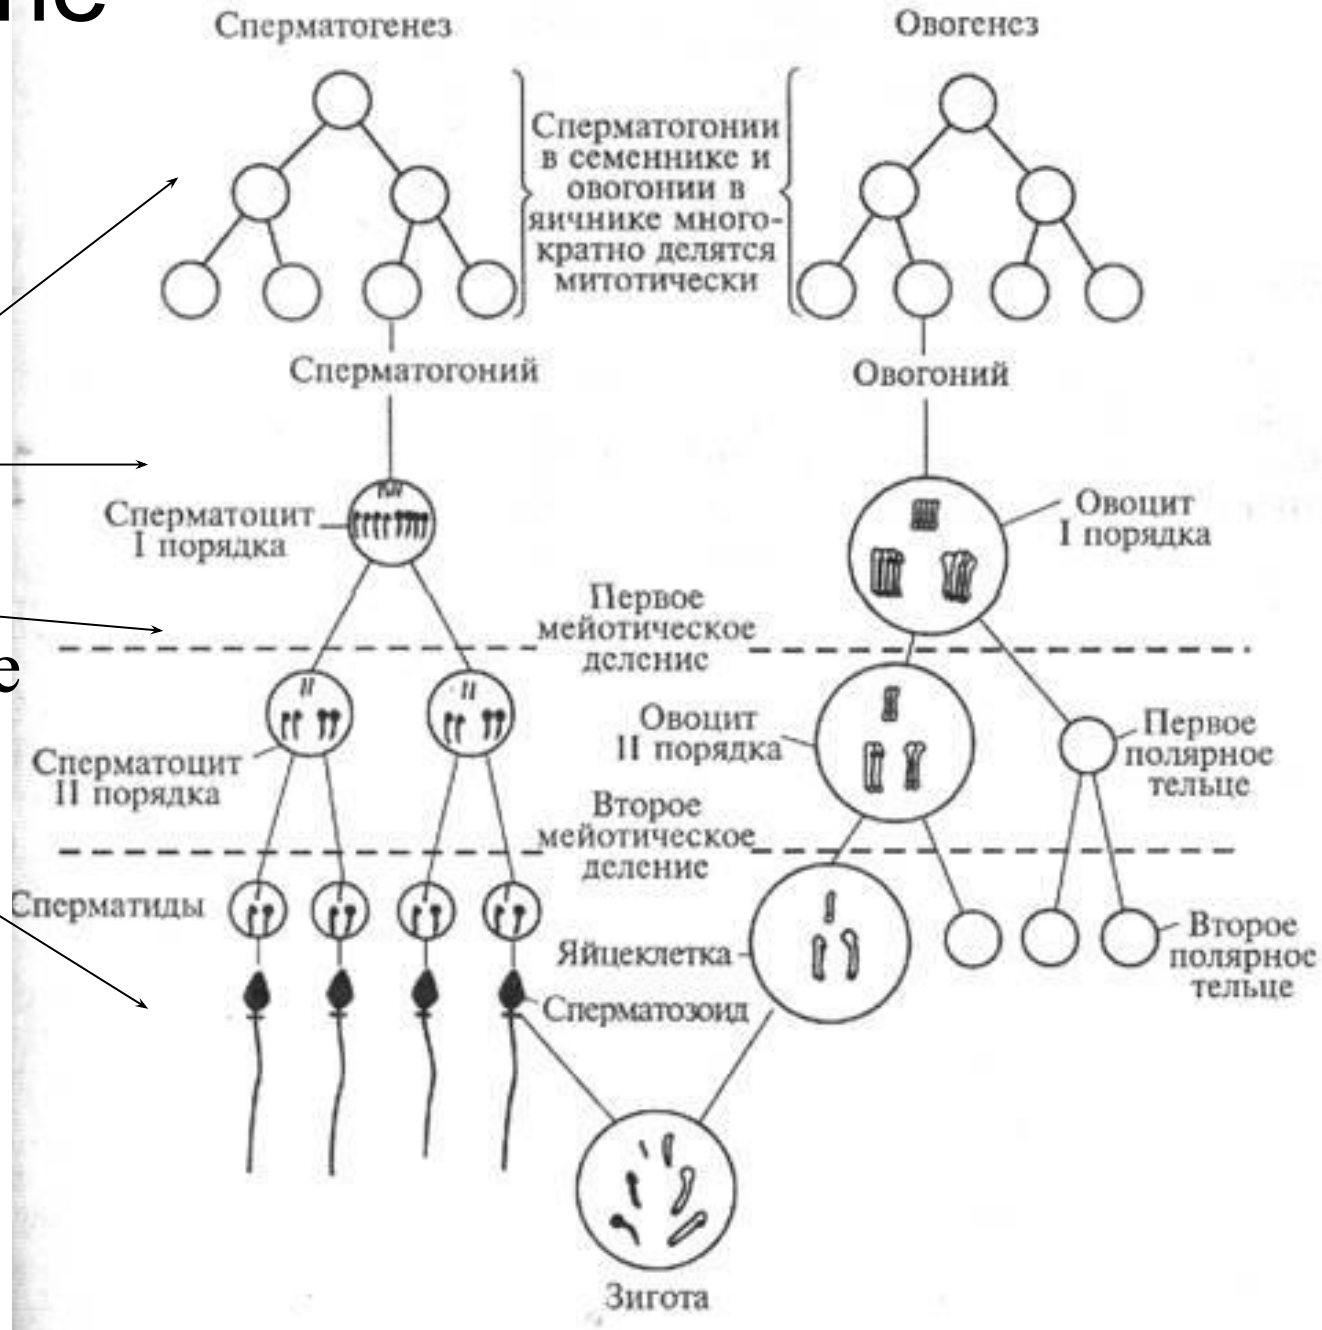 Сперматогенез
Овогенез
Сперматогонии
в семеннике и
овогонии в
яичнике много-
кратно делятся
митотически
Сперматогоний
Овогоний
Сперматоцит
I порядка
Овоцит
I порядка
Первое
мейотическое
деление
Сперматоцит
II порядка
Овоцит
II порядка
Первое
полярное
тельце
Второе
мейотическое
деление
Сперматиды
Яйцеклетка
Второе
полярное
тельце
Сперматозоид
Зигота